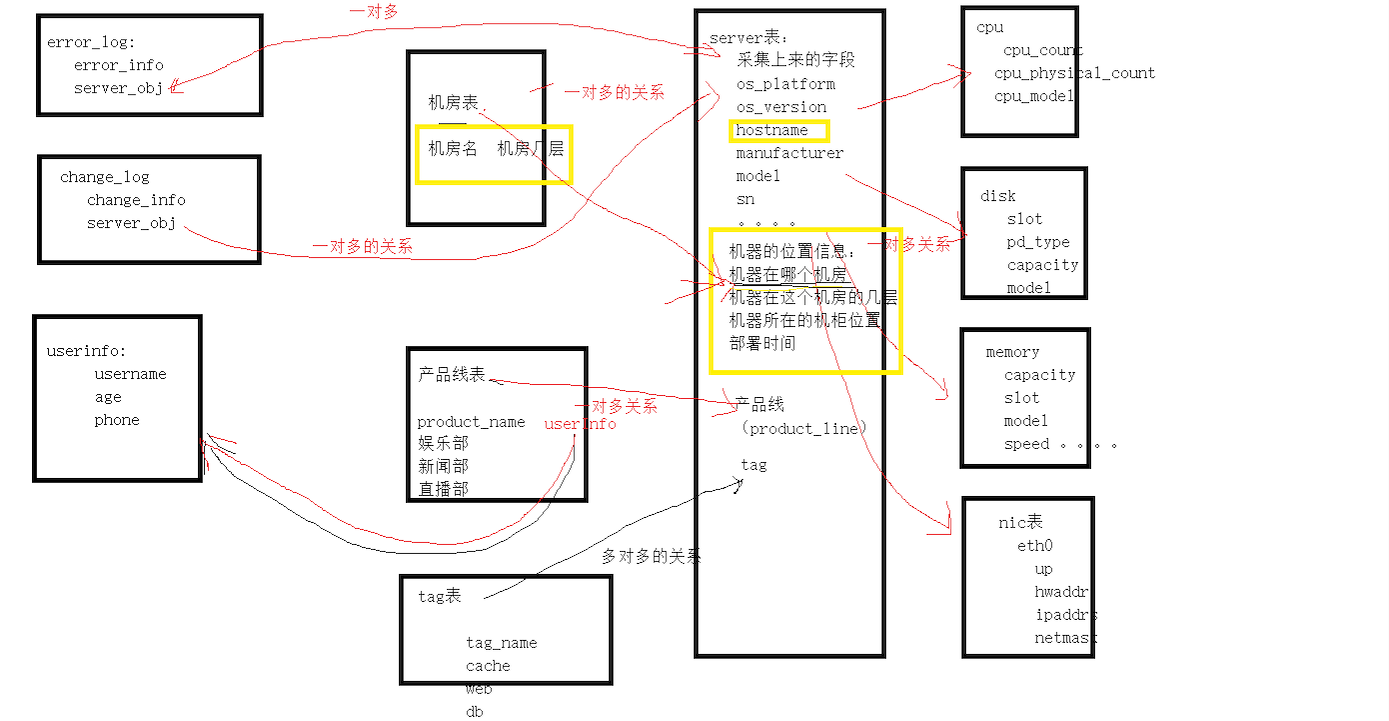 一对多
error_log:
error_info
server_obj
change_log
change_info
server_obj
一对多的关系
userinfo:
username
age
phone
机房表
机房名 机房几层
一对多的关系
产品线表
一对多关系
product_name userinfo
娱乐部
新闻部
直播部
多对多的关系
tag表
tag_name
cache
web
db
server表:
采集上来的字段
os_platform
os_version
hostname
manufacturer
model
sn
。。。。
机器的位置信息:
机器在哪个机房
机器在这个机房的几层
机器所在的机柜位置
部署时间
产品线
(product_line)
tag
一对多关系
cpu
cpu_count
cpu_physical_count
cpu_model
disk
slot
pd_type
capacity
model
memory
capacity
slot
model
speed 。。。。
nic表
eth0
up
hwaddr
ipaddrs
netmask